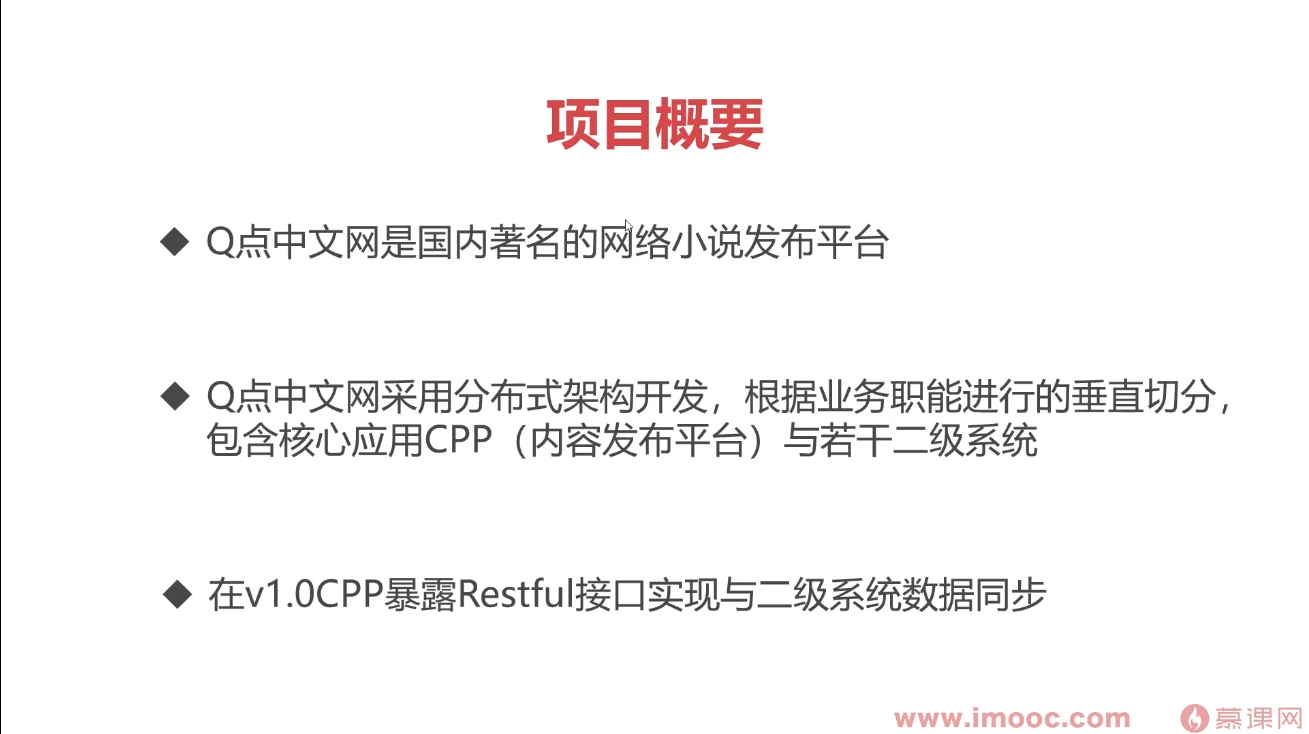 项目概要
◆ Q点中文网是国内著名的网络小说发布平台
◆ Q点中文网采用分布式架构开发，根据业务职能进行的垂直切分，
包含核心应用CPP（内容发布平台）与若干二级系统
◆ 在v1.0CPP暴露Restful接口实现与二级系统数据同步
www.imooc.com 慕课网